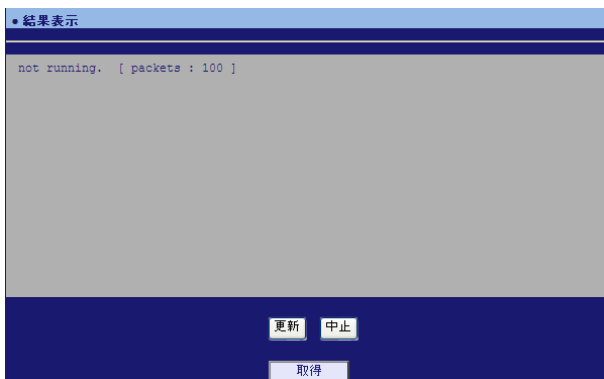 ● 結果表示
not running.  [ packets : 100 ]
更新 中止
取得